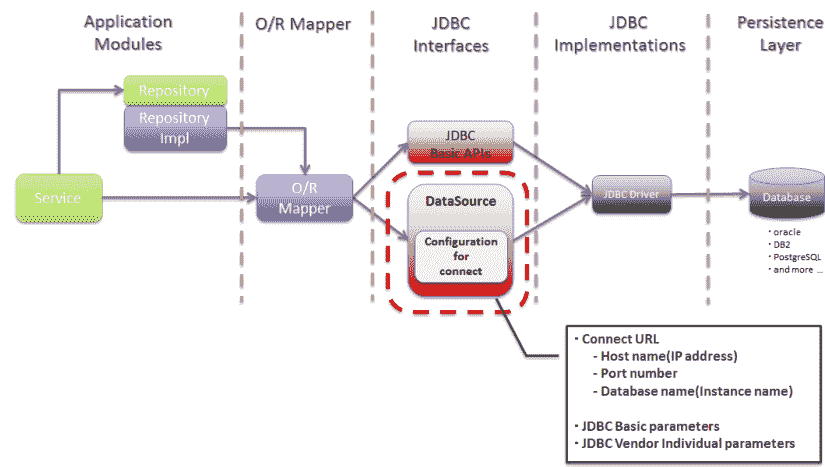 Application
Modules
O/R Mapper
JDBC
Interfaces
JDBC
Implementations
Persistence
Layer
Repository
Repository
Impl
Service
O/R
Mapper
JDBC
Basic APIs
DataSource
Configuration
for
connect
JDBC Driver
Database
・oracle
・DB2
・PostgreSQL
・and more ...
・Connect URL
- Host name(IP address)
- Port number
- Database name(Instance name)
・JDBC Basic parameters
・JDBC Vendor Individual parameters